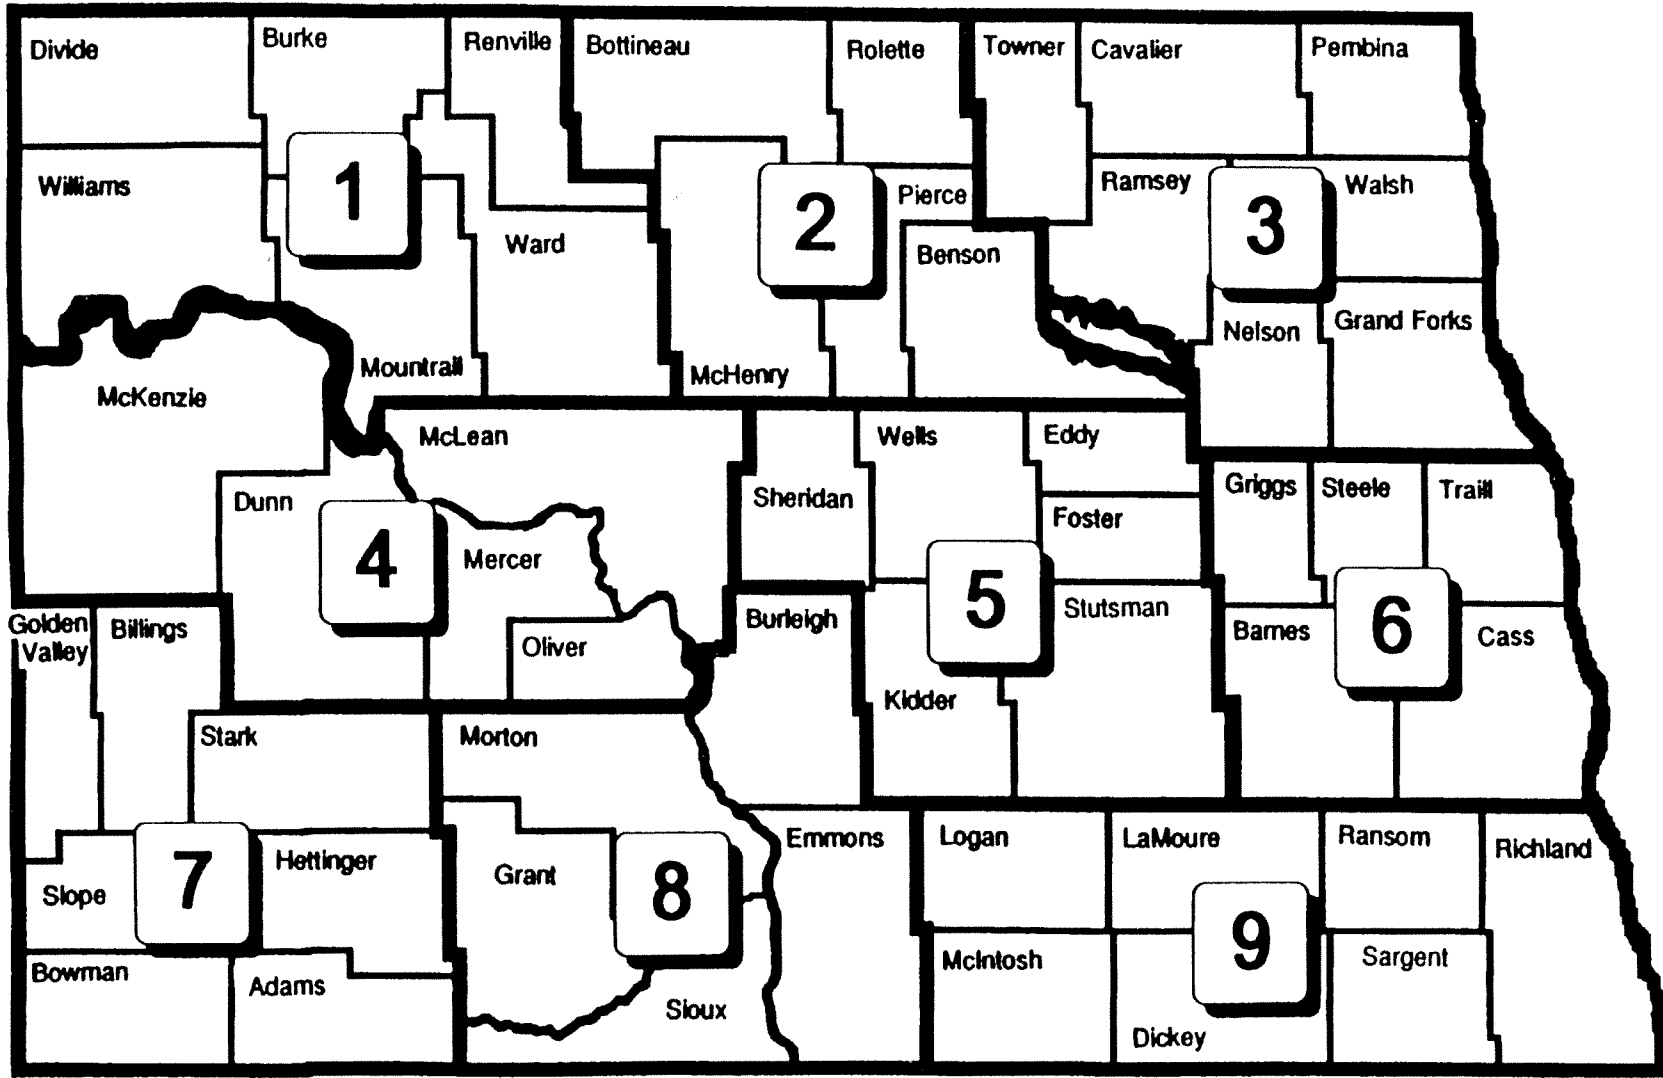 Divide
Burke
Renville
Bottineau
Rolette
Towner
Cavalier
Pembina
Williams
1
Ward
2
Pierce
Benson
Ramsey
3
Walsh
Nelson
Grand Forks
McKenzie
Mountrail
McHenry
McLean
Sheridan
Wells
Eddy
Foster
Griggs
Steele
Traill
Dunn
4
Mercer
Oliver
Burleigh
5
Stutsman
Kidder
Barnes
6
Cass
Golden
Valley
Billings
Stark
Morton
Slope
7
Hettinger
Grant
8
Emmons
Logan
LaMoure
Ransom
Richland
Bowman
Adams
Sioux
McIntosh
9
Dickey
Sargent